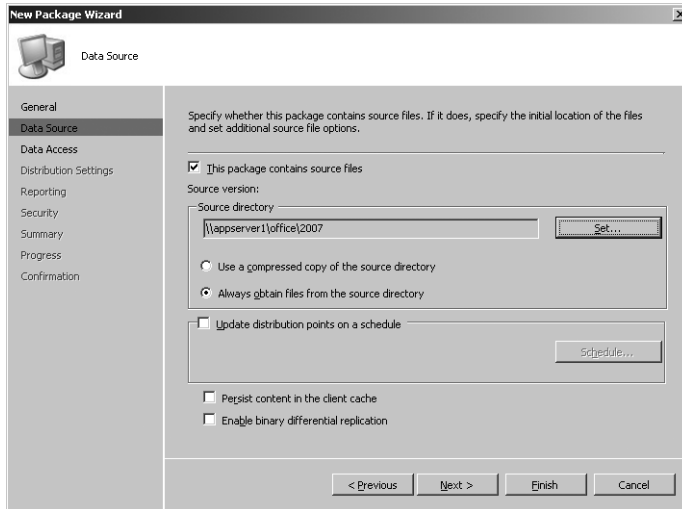 New Package Wizard
Data Source
General
Data Source
Data Access
Distribution Settings
Reporting
Security
Summary
Progress
Confirmation
Specify whether this package contains source files. If it does, specify the initial location of the files
and set additional source file options.
This package contains source files
Source version:
Source directory
\\appserver1\office\2007
Set...
Use a compressed copy of the source directory
Always obtain files from the source directory
Update distribution points on a schedule
Schedule...
Persist content in the client cache
Enable binary differential replication
< Previous
Next >
Finish
Cancel